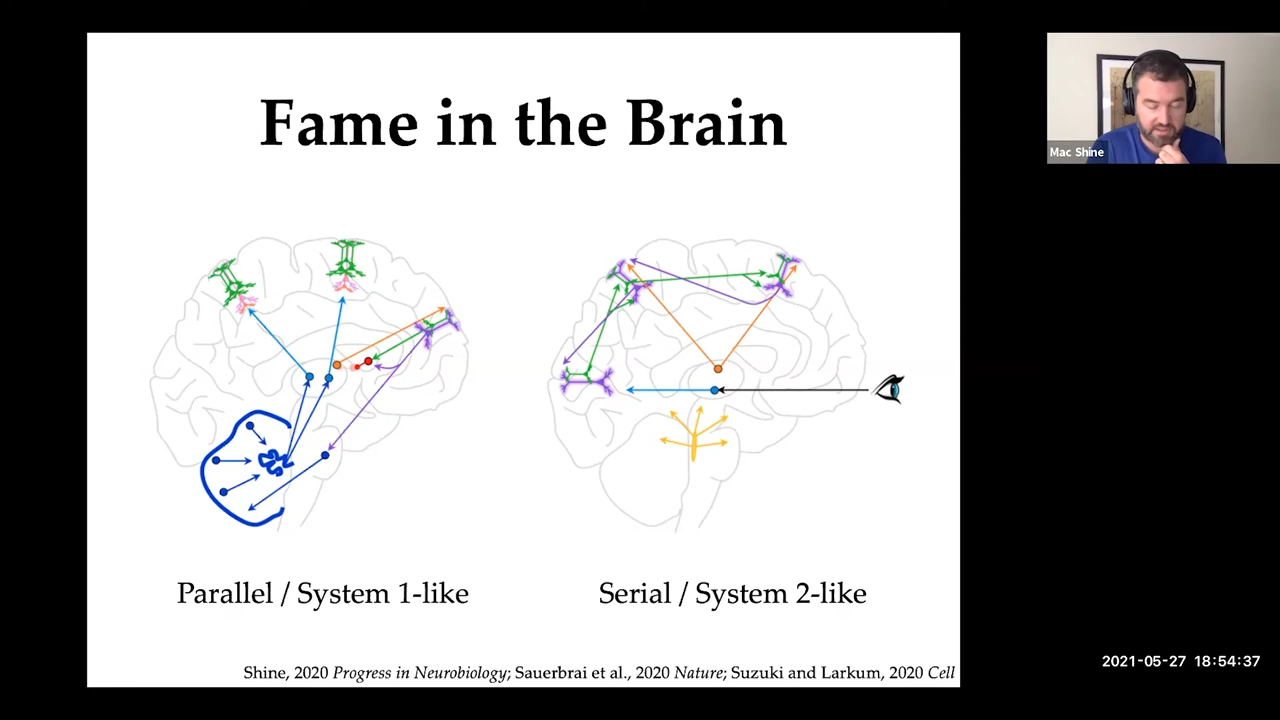 Fame in the Brain
Mac Shine
Parallel / System 1-like
Serial / System 2-like
Shine, 2020 Progress in Neurobiology; Sauerbrai et al., 2020 Nature; Suzuki and Larkum, 2020 Cell
2021-05-27 18:54:37